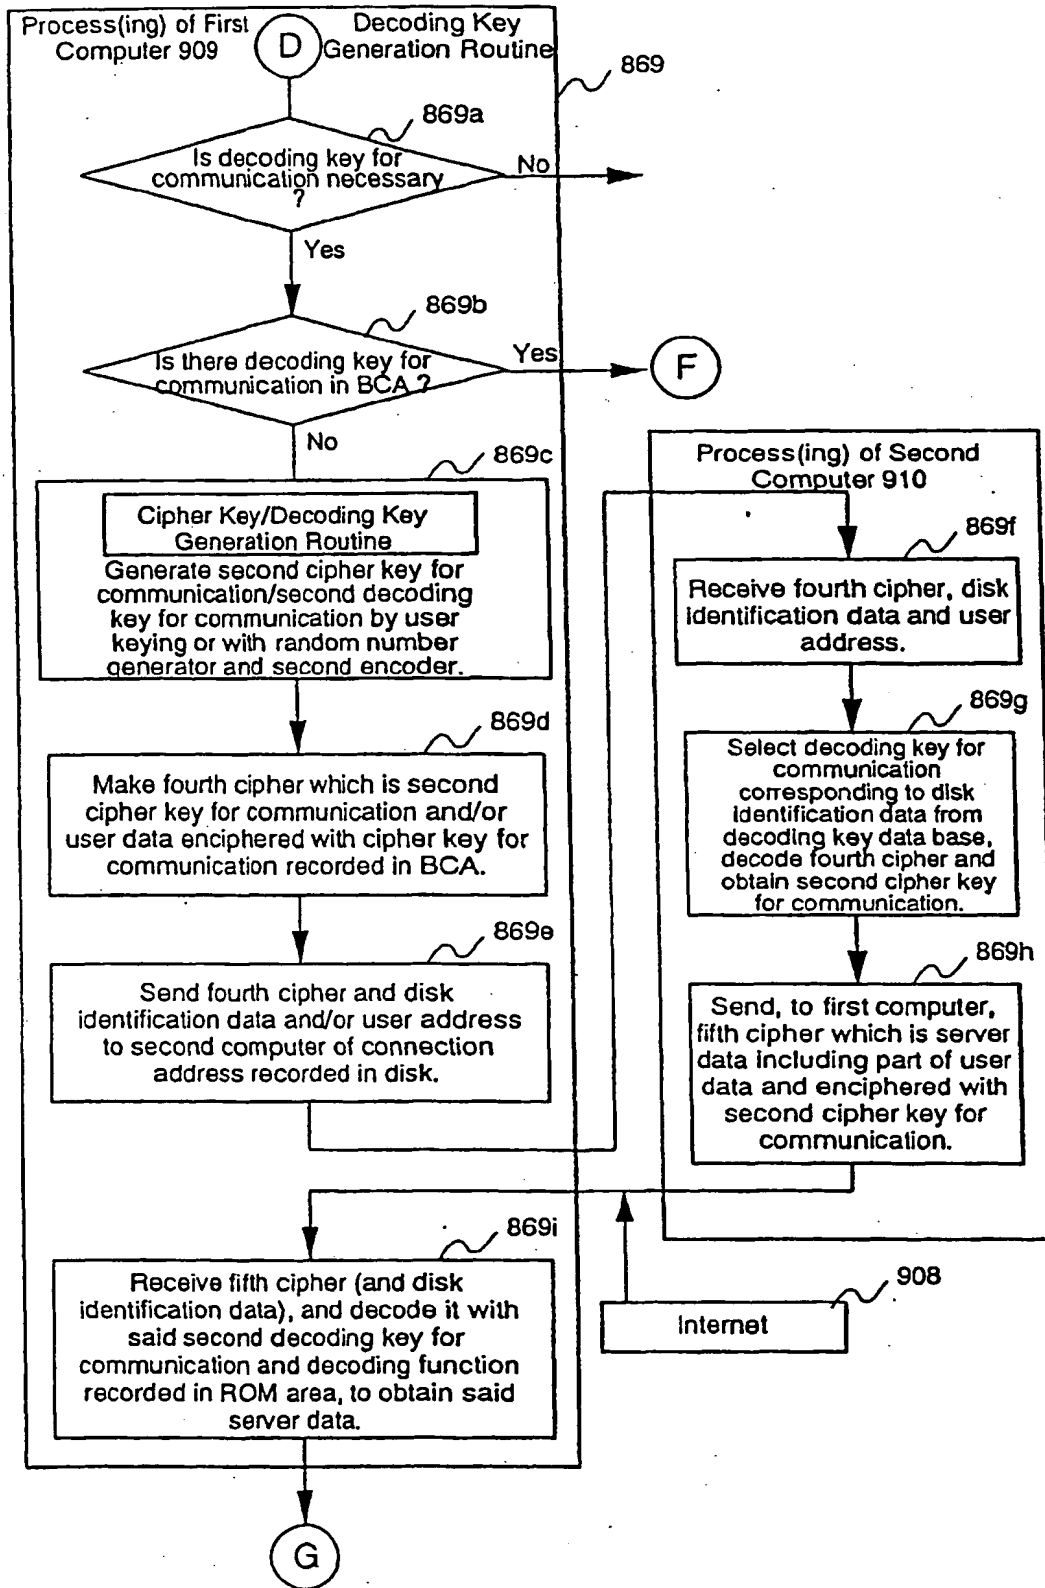 Process(ing) of First
Computer 909
D
Decoding Key
Generation Routine
869
869a
Is decoding key for
communication necessary
?
No
Yes
869b
Is there decoding key for
communication in BCA ?
Yes
F
No
869c
Cipher Key/Decoding Key
Generation Routine
Generate second cipher key for
communication/second decoding
key for communication by user
keying or with random number
generator and second encoder.
869d
Make fourth cipher which is second
cipher key for communication and/or
user data enciphered with cipher key for
communication recorded in BCA.
869e
Send fourth cipher and disk
identification data and/or user address
to second computer of connection
address recorded in disk.
Process(ing) of Second
Computer 910
869f
Receive fourth cipher, disk
identification data and user
address.
869g
Select decoding key for
communication
corresponding to disk
identification data from
decoding key data base,
decode fourth cipher and
obtain second cipher key
for communication.
869h
Send, to first computer,
fifth cipher which is server
data including part of user
data and enciphered with
second cipher key for
communication.
908
Internet
869i
Receive fifth cipher (and disk
identification data), and decode it with
said second decoding key for
communication and decoding function
recorded in ROM area, to obtain said
server data.
G